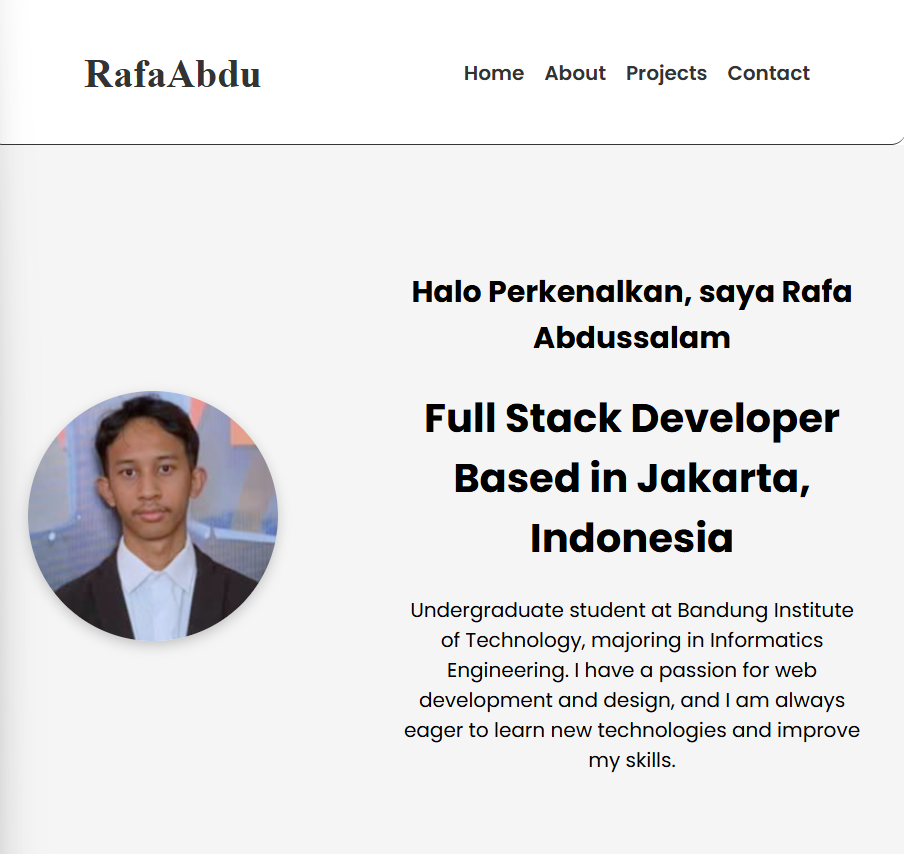 RafaAbdu
Home About Projects Contact
Halo Perkenalkan, saya Rafa
Abdussalam
Full Stack Developer
Based in Jakarta,
Indonesia
Undergraduate student at Bandung Institute
of Technology, majoring in Informatics
Engineering. I have a passion for web
development and design, and I am always
eager to learn new technologies and improve
my skills.